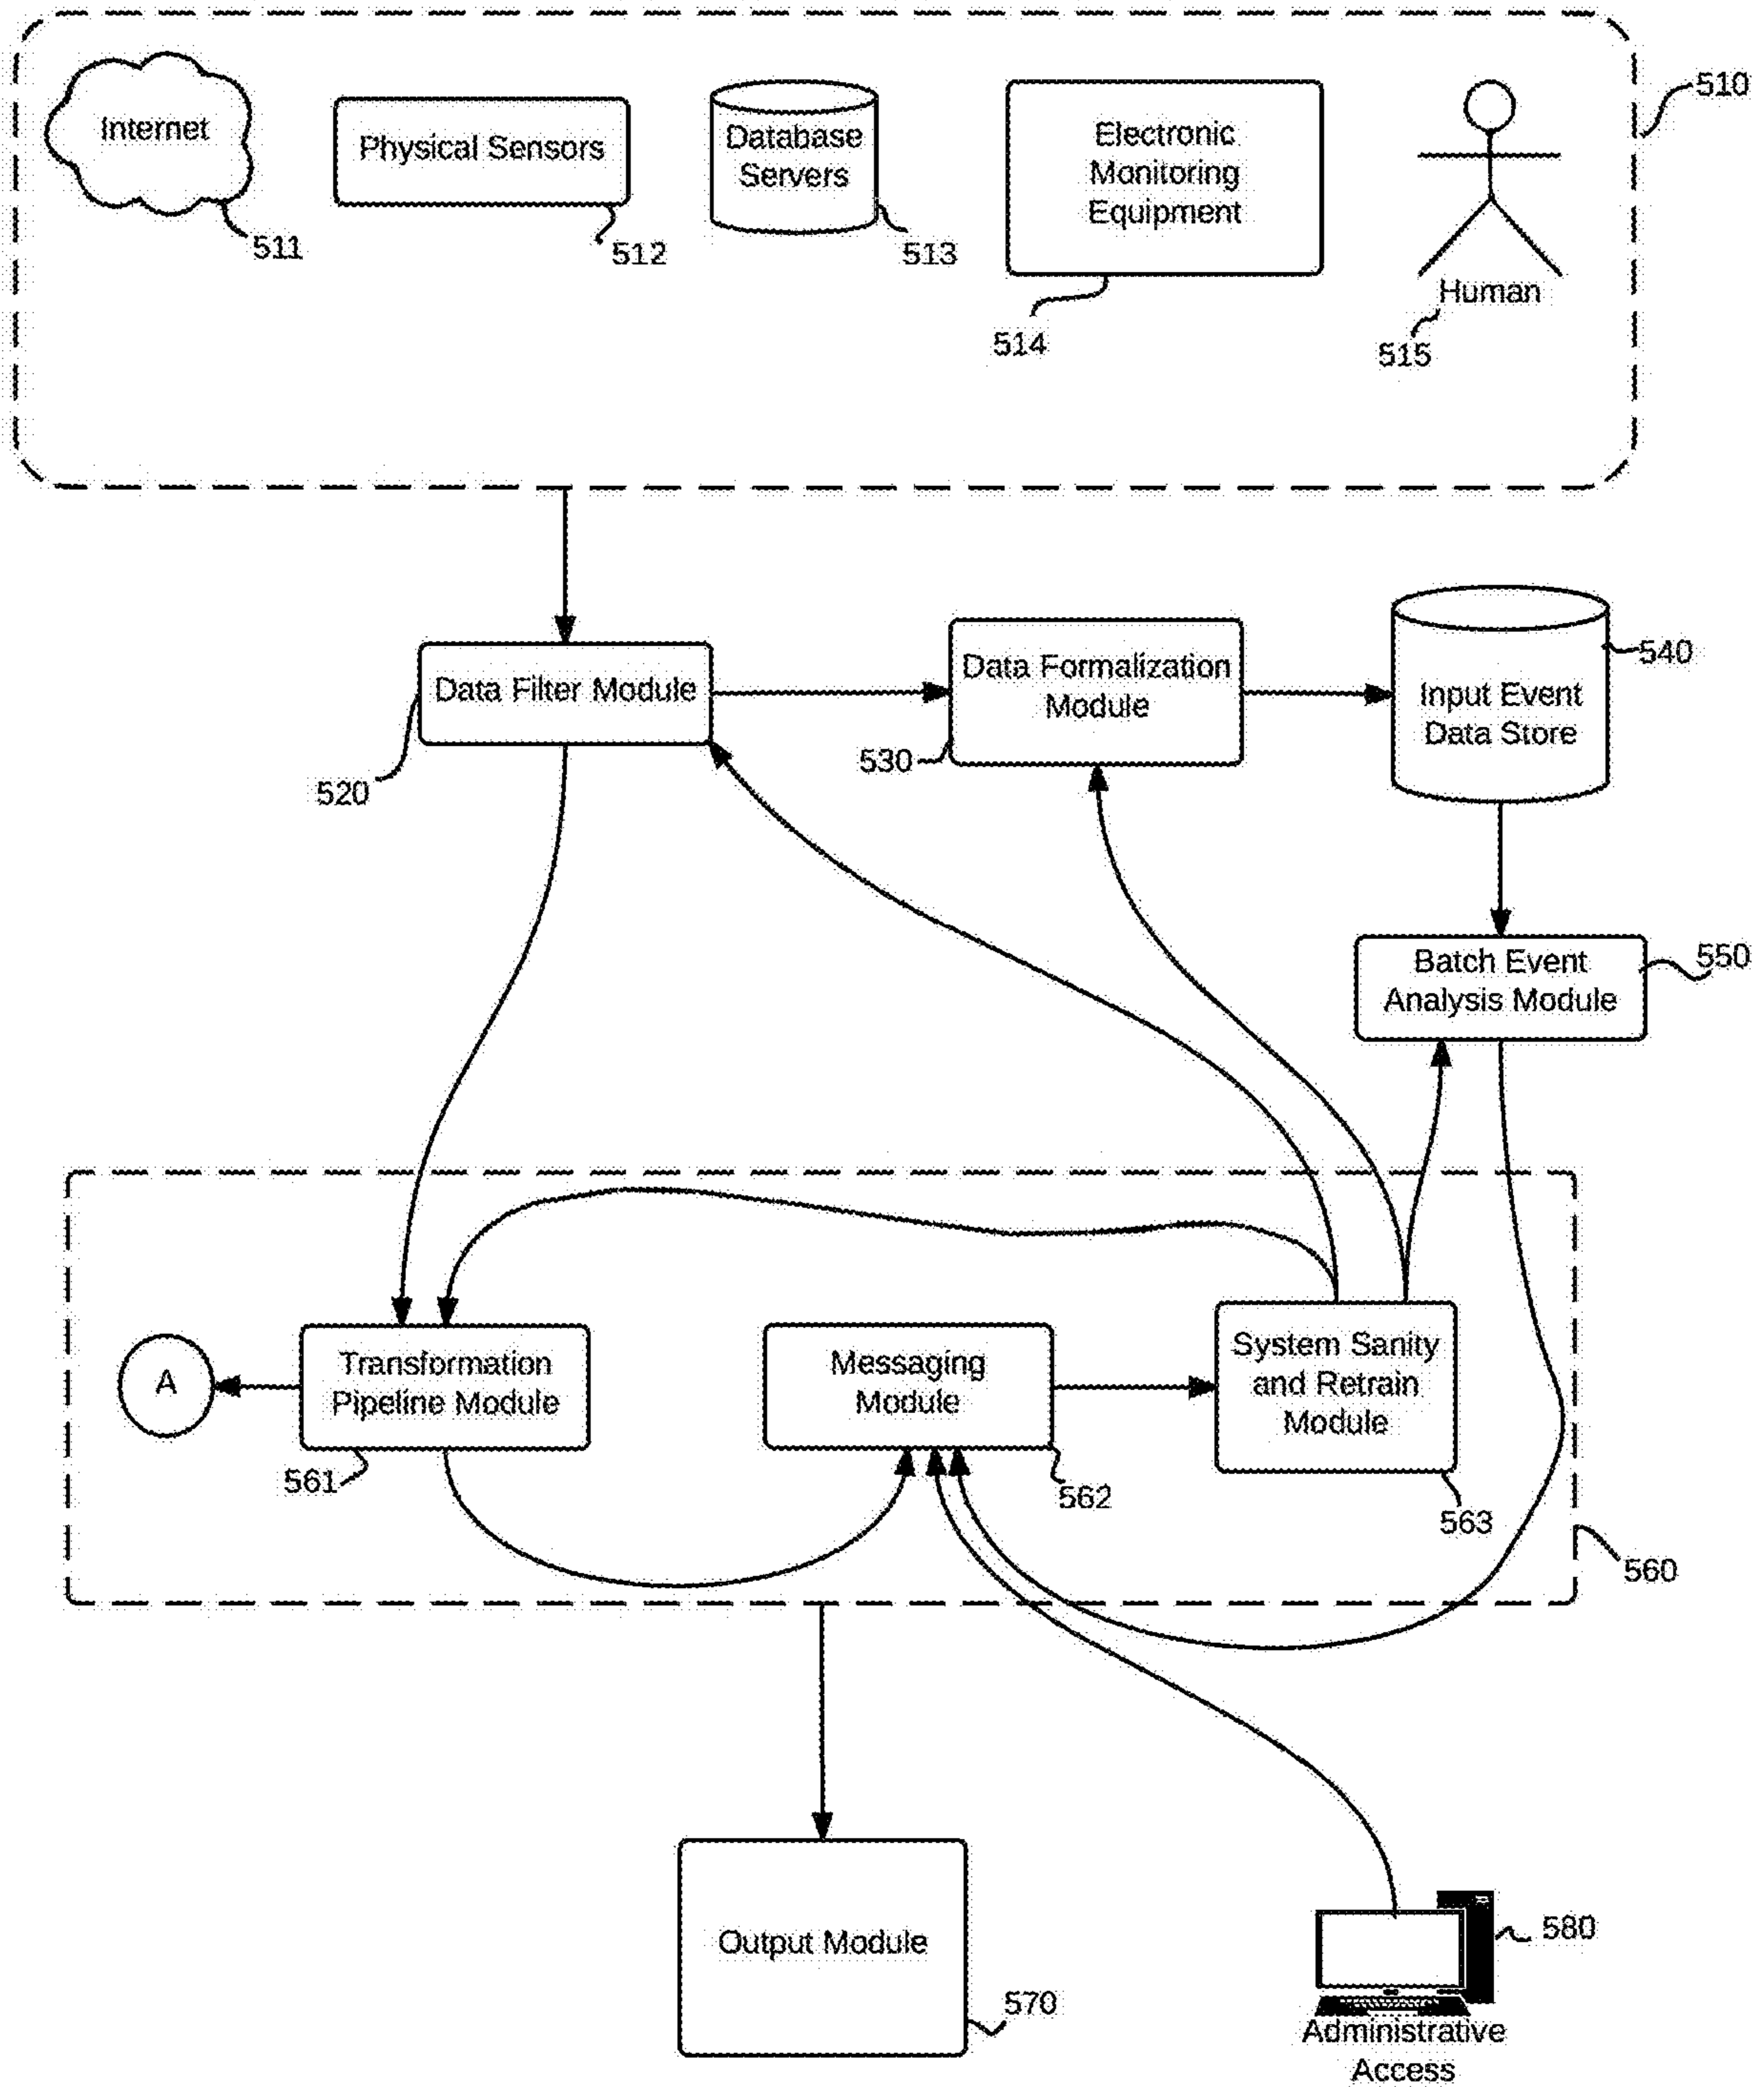 510
Internet
Physical Sensors
Database
Servers
Electronic
Monitoring
Equipment
Human
511
512
513
514
515
Data Filter Module
Data Formalization
Module
Input Event
Data Store
520
530
540
Batch Event
Analysis Module
550
A
Transformation
Pipeline Module
Messaging
Module
System Sanity
and Retrain
Module
561
562
563
560
Output Module
570
580
Administrative
Access